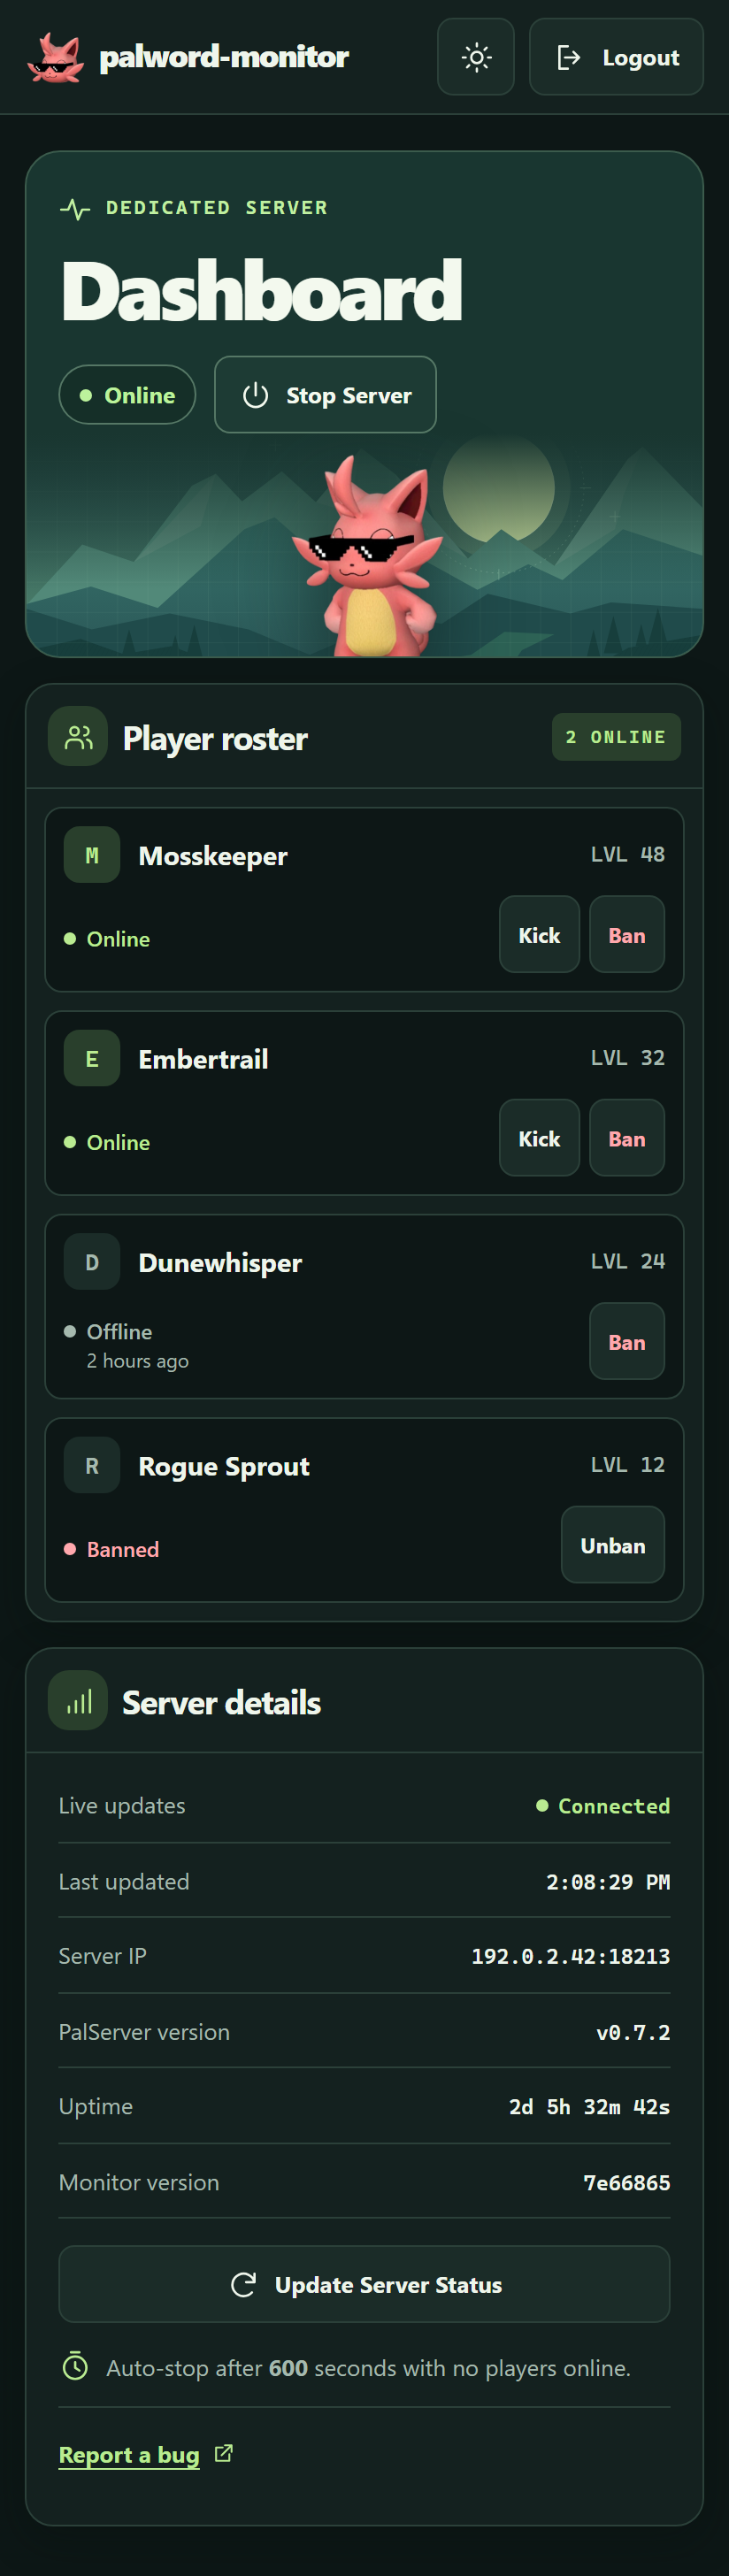 palword-monitor
Logout
DEDICATED SERVER
Dashboard
Online
Stop Server
Player roster
2 ONLINE
M
Mosskeeper
LVL 48
Online
Kick
Ban
E
Embertrail
LVL 32
Online
Kick
Ban
D
Dunewhisper
LVL 24
Offline
2 hours ago
Ban
R
Rogue Sprout
LVL 12
Banned
Unban
Server details
Live updates
Connected
Last updated
2:08:29 PM
Server IP
192.0.2.42:18213
PalServer version
v0.7.2
Uptime
2d 5h 32m 42s
Monitor version
7e66865
Update Server Status
Auto-stop after 600 seconds with no players online.
Report a bug